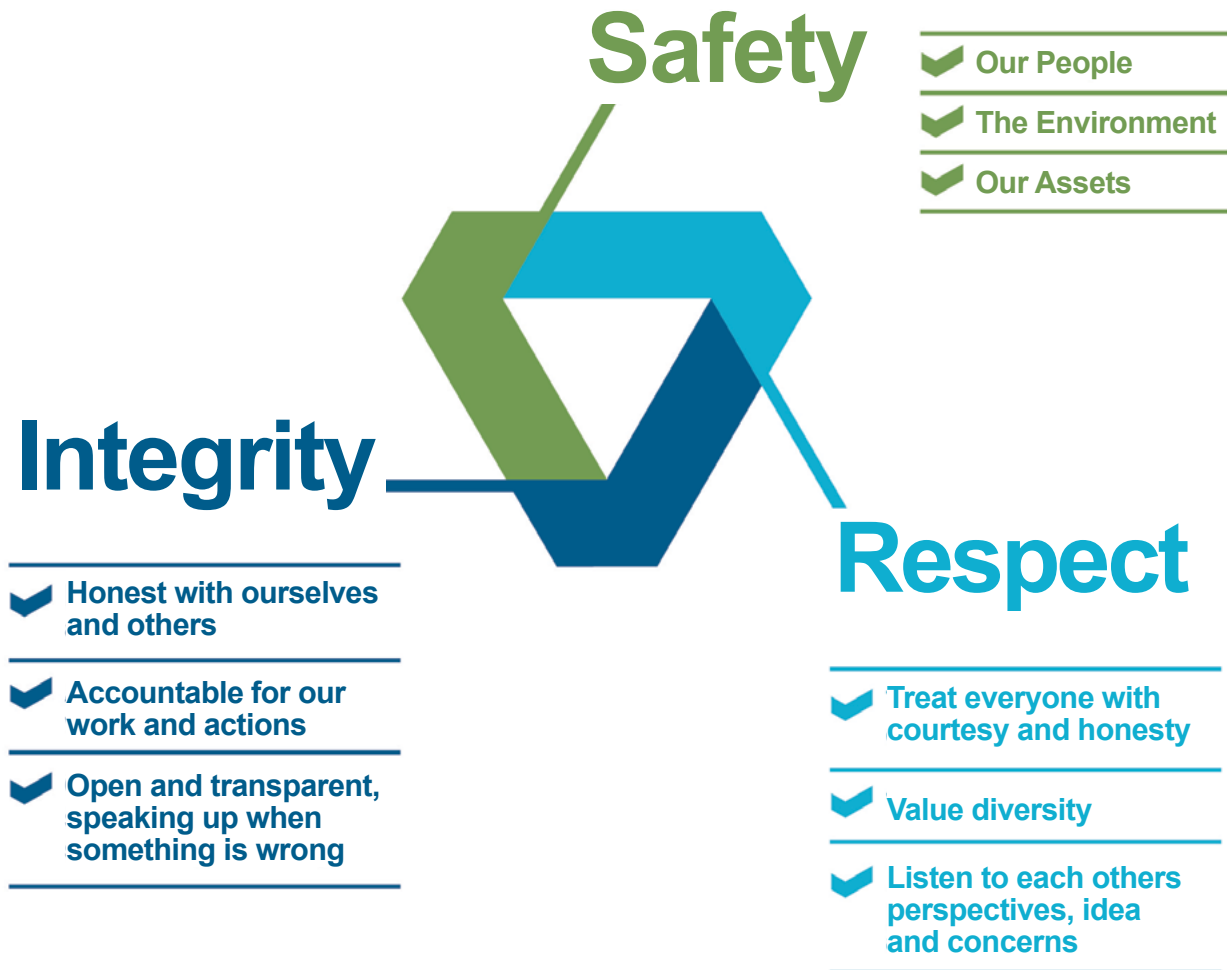 Safety
Our People
The Environment
Our Assets
Integrity
Honest with ourselves
and others
Accountable for our
work and actions
Open and transparent,
speaking up when
something is wrong
Respect
Treat everyone with
courtesy and honesty
Value diversity
Listen to each others
perspectives, idea
and concerns